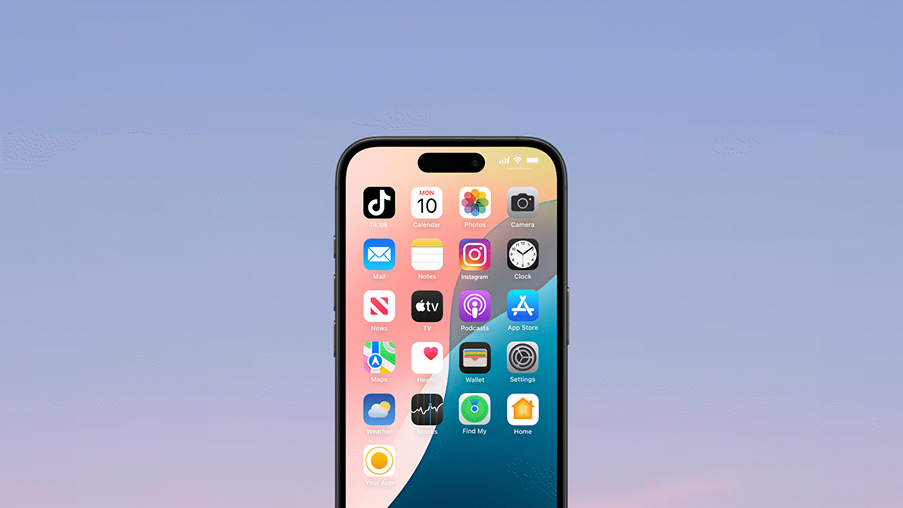 TikTok
MON
10
Calendar
Photos
Camera
Mail
Notes
Instagram
Clock
News
tv
TV
Podcasts
App Store
Maps
Health
Wallet
Settings
Weather
Stocks
Find My
Home
Your App